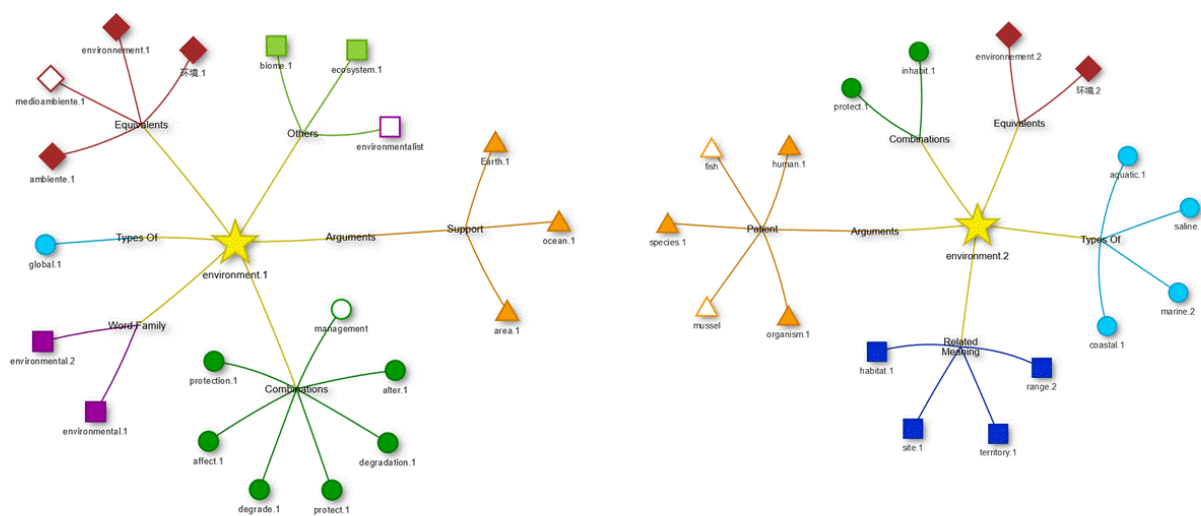 environnement.1
环境.1
medioambiente.1
Equivalents
ambiente.1
biome.1
ecosystem.1
Others
environmentalist
Earth.1
Types Of
global.1
environment.1
Arguments
Support
ocean.1
area.1
Word Family
environmental.2
environmental.1
management
protection.1
alter.1
Combinations
affect.1
degradation.1
degrade.1
protect.1
inhabit.1
environnement.2
protect.1
环境.2
Combinations
Equivalents
fish
human.1
aquatic.1
saline.
species.1
Patient
Arguments
environment.2
Types Of
mussel
organism.1
marine.2
coastal.1
Related
Meaning
habitat.1
range.2
site.1
territory.1